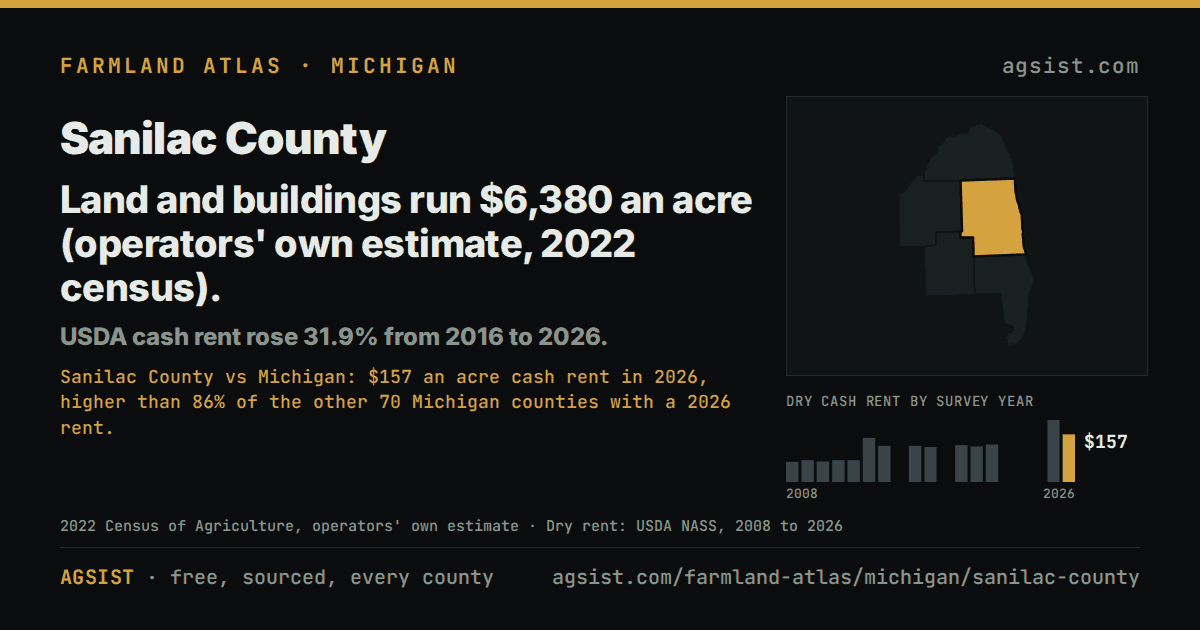 FARMLAND ATLAS · MICHIGAN
agsist.com
Sanilac County
Land and buildings run $6,380 an acre
(operators' own estimate, 2022
census).
USDA cash rent rose 31.9% from 2016 to 2026.
Sanilac County vs Michigan: $157 an acre cash rent in 2026,
higher than 86% of the other 70 Michigan counties with a 2026
rent.
DRY CASH RENT BY SURVEY YEAR
$157
2008
2026
2022 Census of Agriculture, operators' own estimate · Dry rent: USDA NASS, 2008 to 2026
AGSIST · free, sourced, every county
agsist.com/farmland-atlas/michigan/sanilac-county